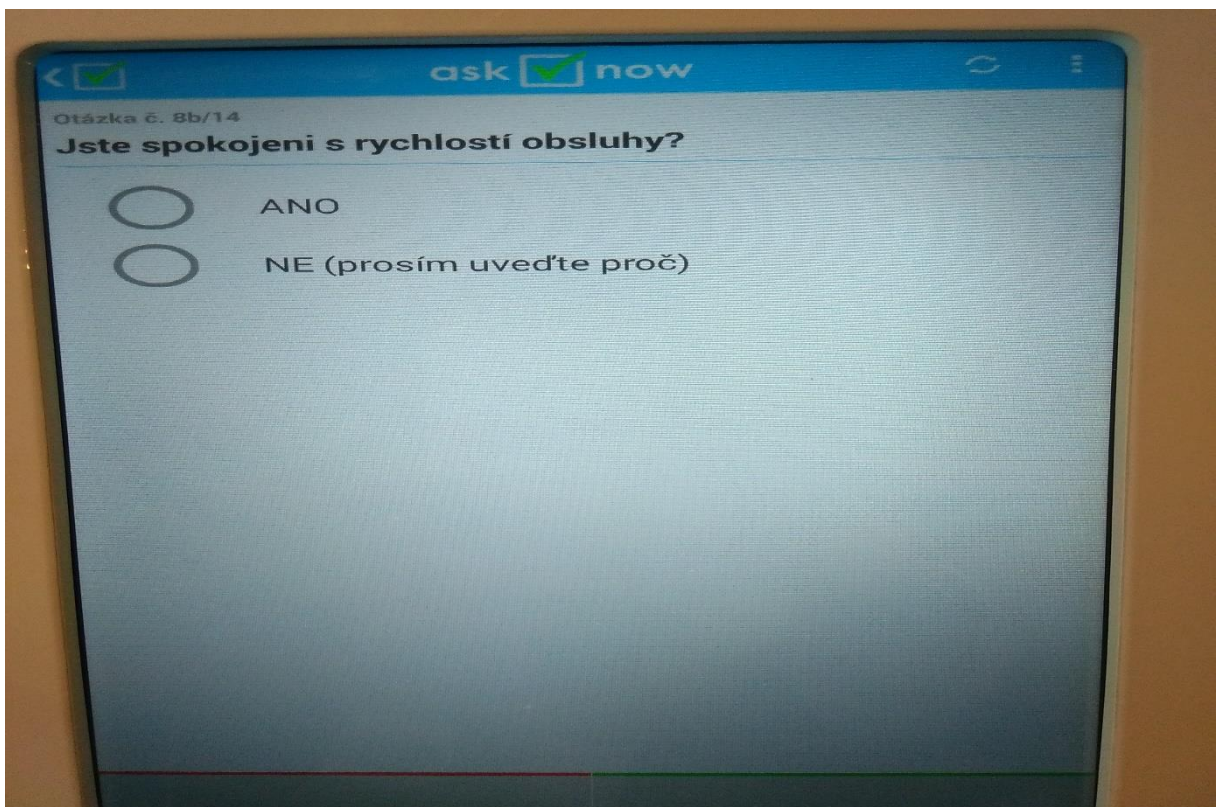 ask now
Otázka č. 8b/14
Jste spokojeni s rychlostí obsluhy?
ANO
NE (prosím uveďte proč)